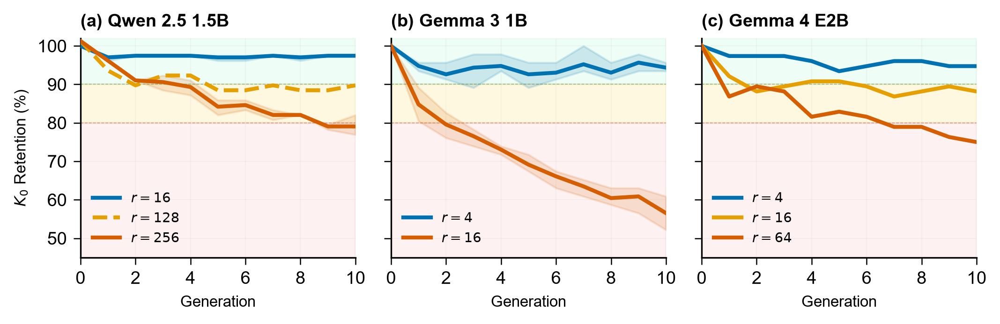 (a) Qwen 2.5 1.5B
(b) Gemma 3 1B
(c) Gemma 4 E2B
K₀ Retention (%)
100
90
80
70
60
50
r = 16
r = 128
r = 256
r = 4
r = 16
r = 4
r = 16
r = 64
0 2 4 6 8 10
0 2 4 6 8 10
0 2 4 6 8 10
Generation
Generation
Generation